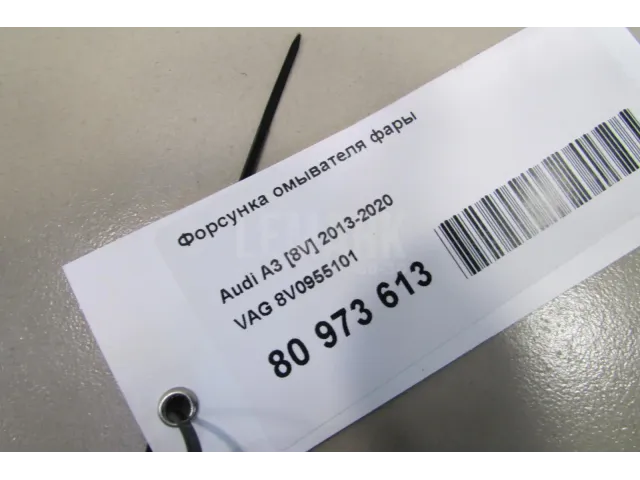 Форсунка омывателя фары
Audi A3 [8V] 2013-2020
VAG 8V0955101
80 973 613